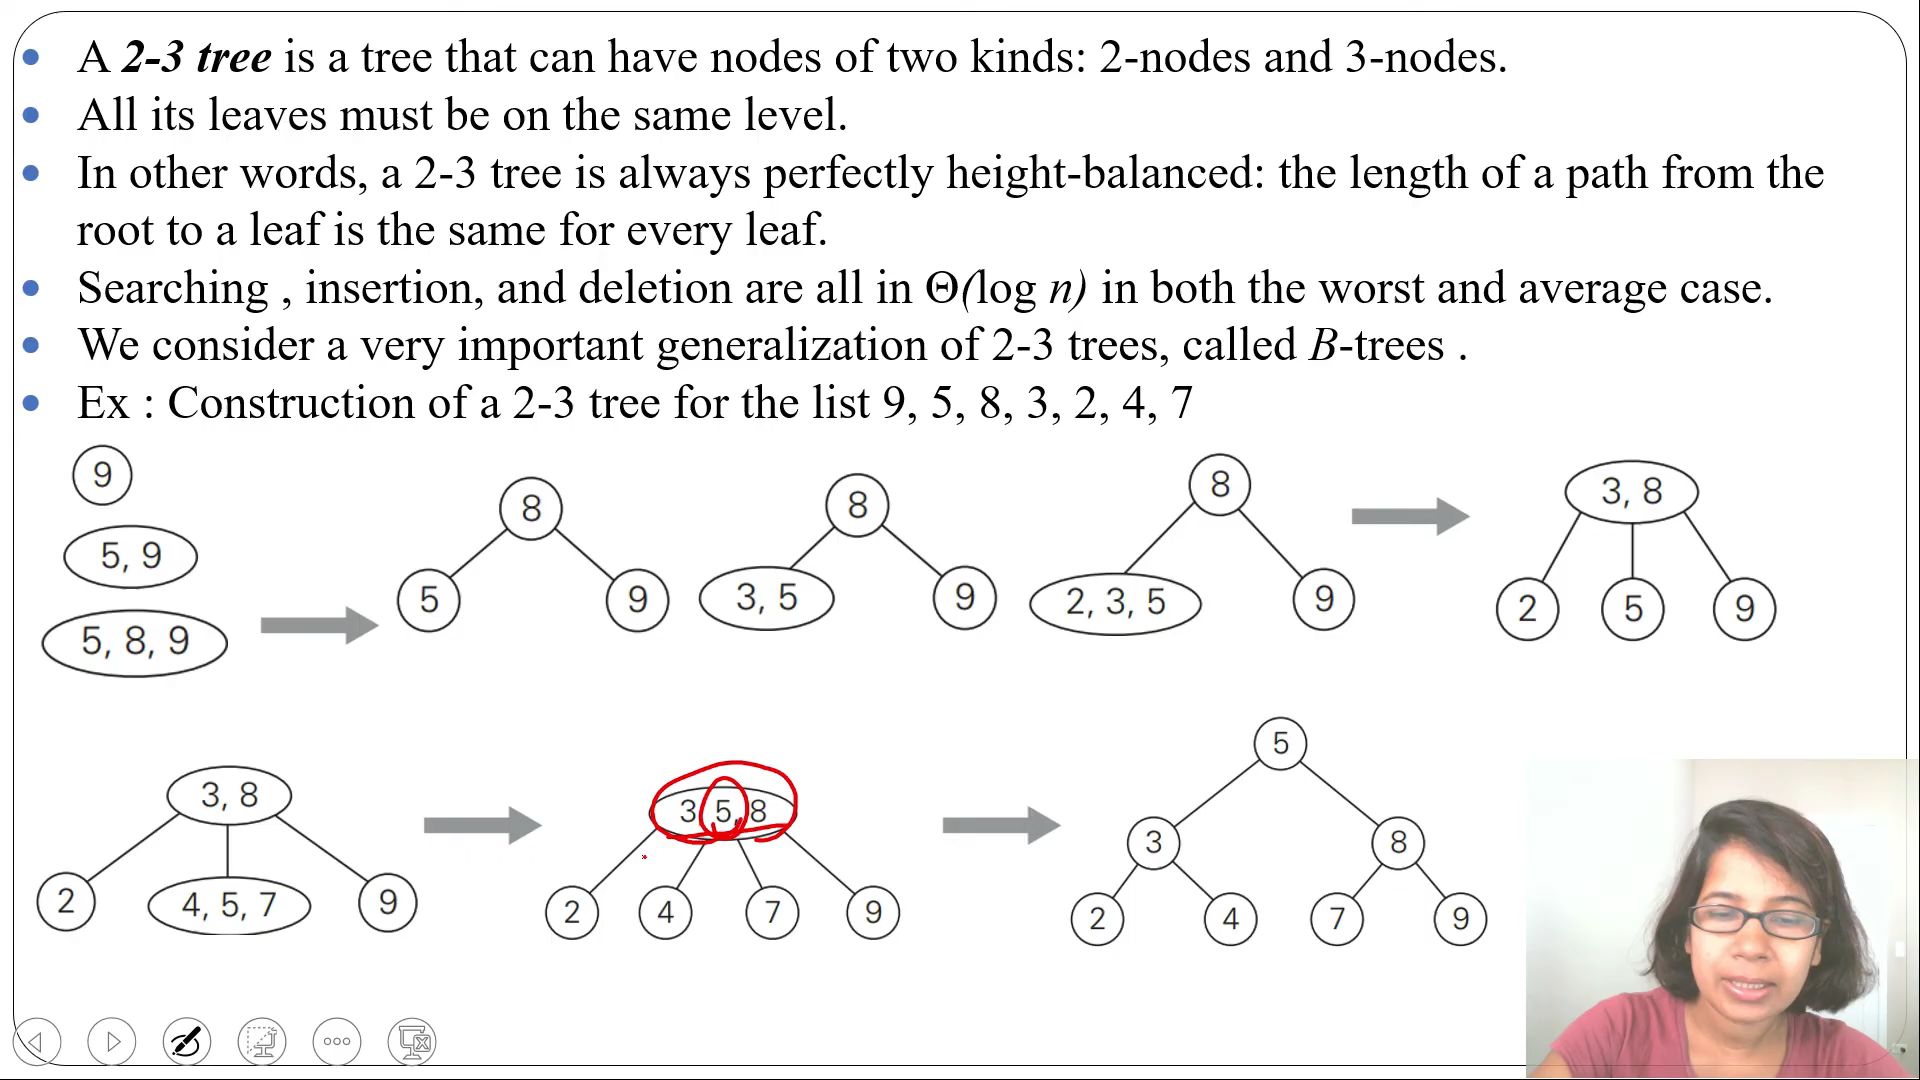 A 2-3 tree is a tree that can have nodes of two kinds: 2-nodes and 3-nodes.
All its leaves must be on the same level.
In other words, a 2-3 tree is always perfectly height-balanced: the length of a path from the
root to a leaf is the same for every leaf.
Searching , insertion, and deletion are all in Θ(log n) in both the worst and average case.
We consider a very important generalization of 2-3 trees, called B-trees .
Ex : Construction of a 2-3 tree for the list 9, 5, 8, 3, 2, 4, 7
9
5, 9
5, 8, 9
8
5 9
8
3, 5 9
8
2, 3, 5 9
3, 8
2 5 9
3, 8
2 4, 5, 7 9
3 5, 8
2 4 7 9
5
3 8
2 4 7 9